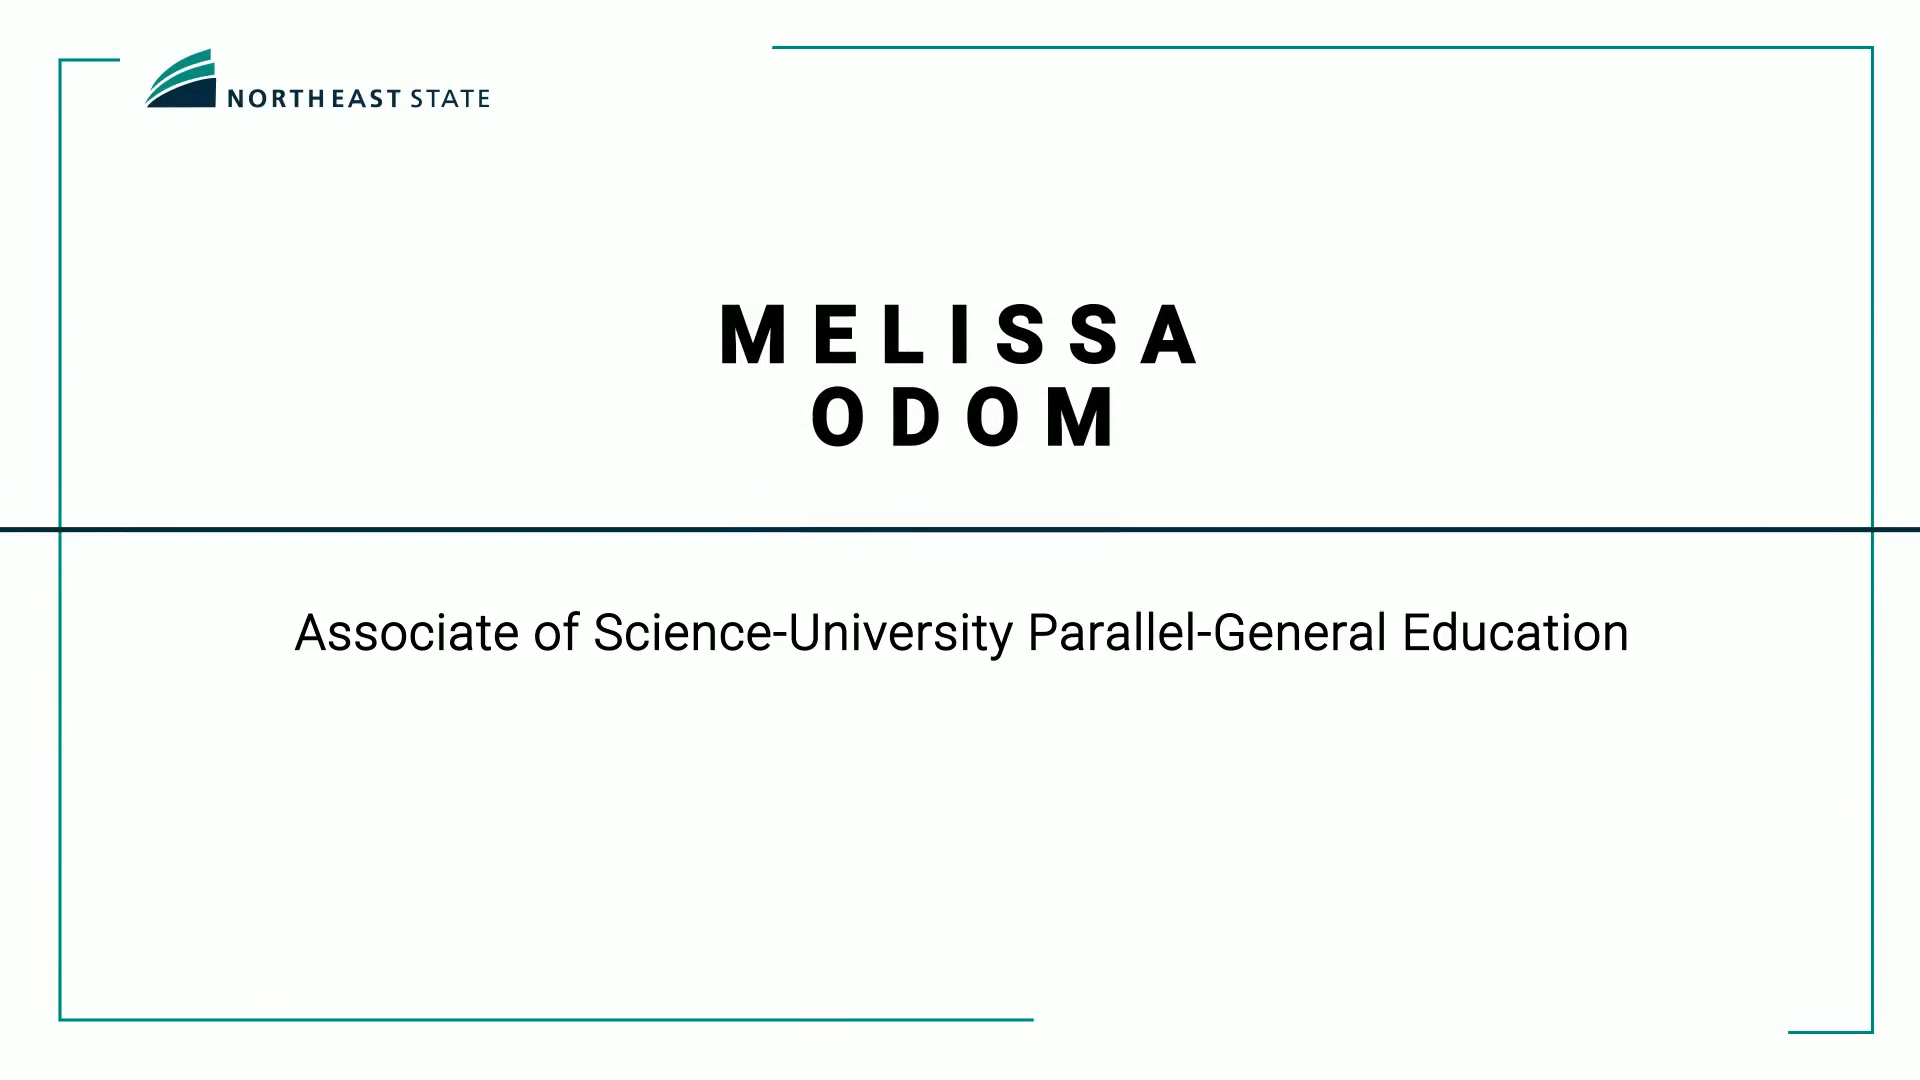 NORTHEAST STATE
MELISSA
ODOM
Associate of Science-University Parallel-General Education